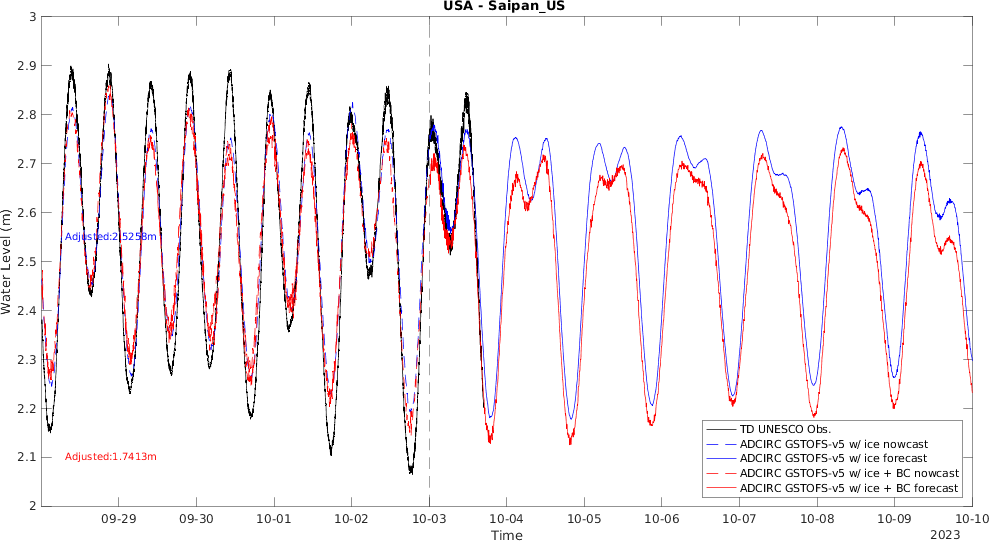 USA - Saipan_US
3
2.9
2.8
2.7
2.6
2.5
2.4
2.3
2.2
2.1
2
Water Level (m)
Adjusted:2.5258m
Adjusted:1.7413m
TD UNESCO Obs.
ADCIRC GSTOFS-v5 w/ ice nowcast
ADCIRC GSTOFS-v5 w/ ice forecast
ADCIRC GSTOFS-v5 w/ ice + BC nowcast
ADCIRC GSTOFS-v5 w/ ice + BC forecast
09-29 09-30 10-01 10-02 10-03 10-04 10-05 10-06 10-07 10-08 10-09 10-10
Time
2023